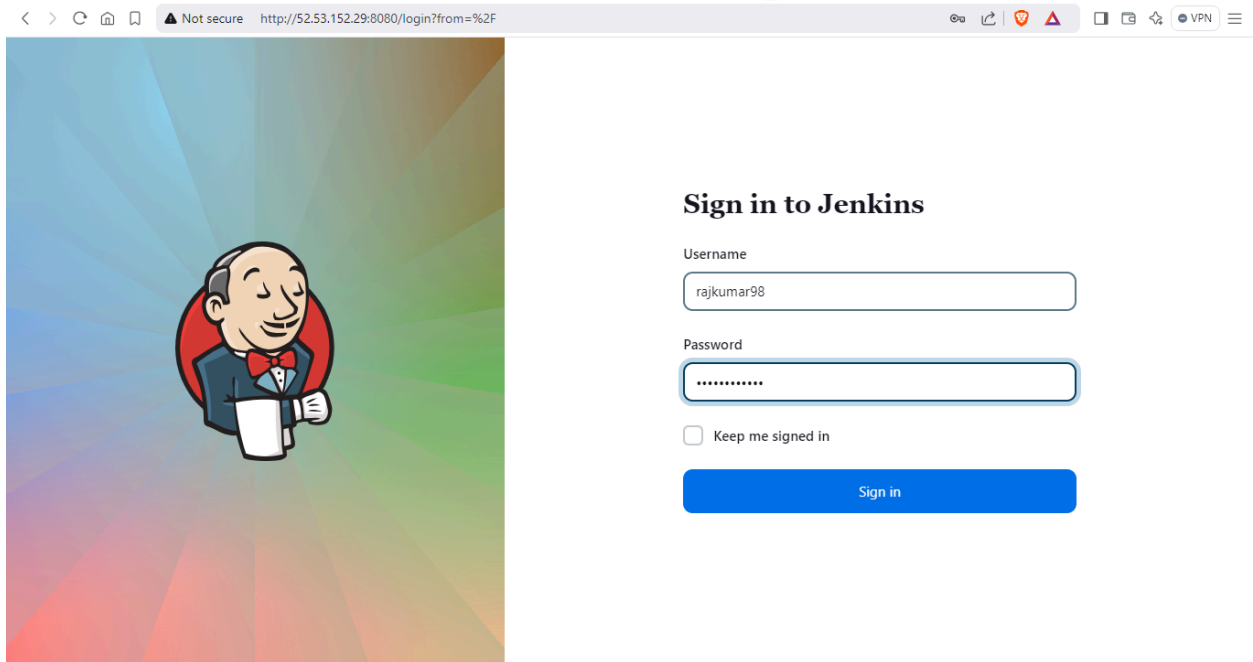 Not secure http://52.53.152.29:8080/login?from=%2F VPN
Sign in to Jenkins
Username
rajkumar98
Password
••••••••••••
Keep me signed in
Sign in